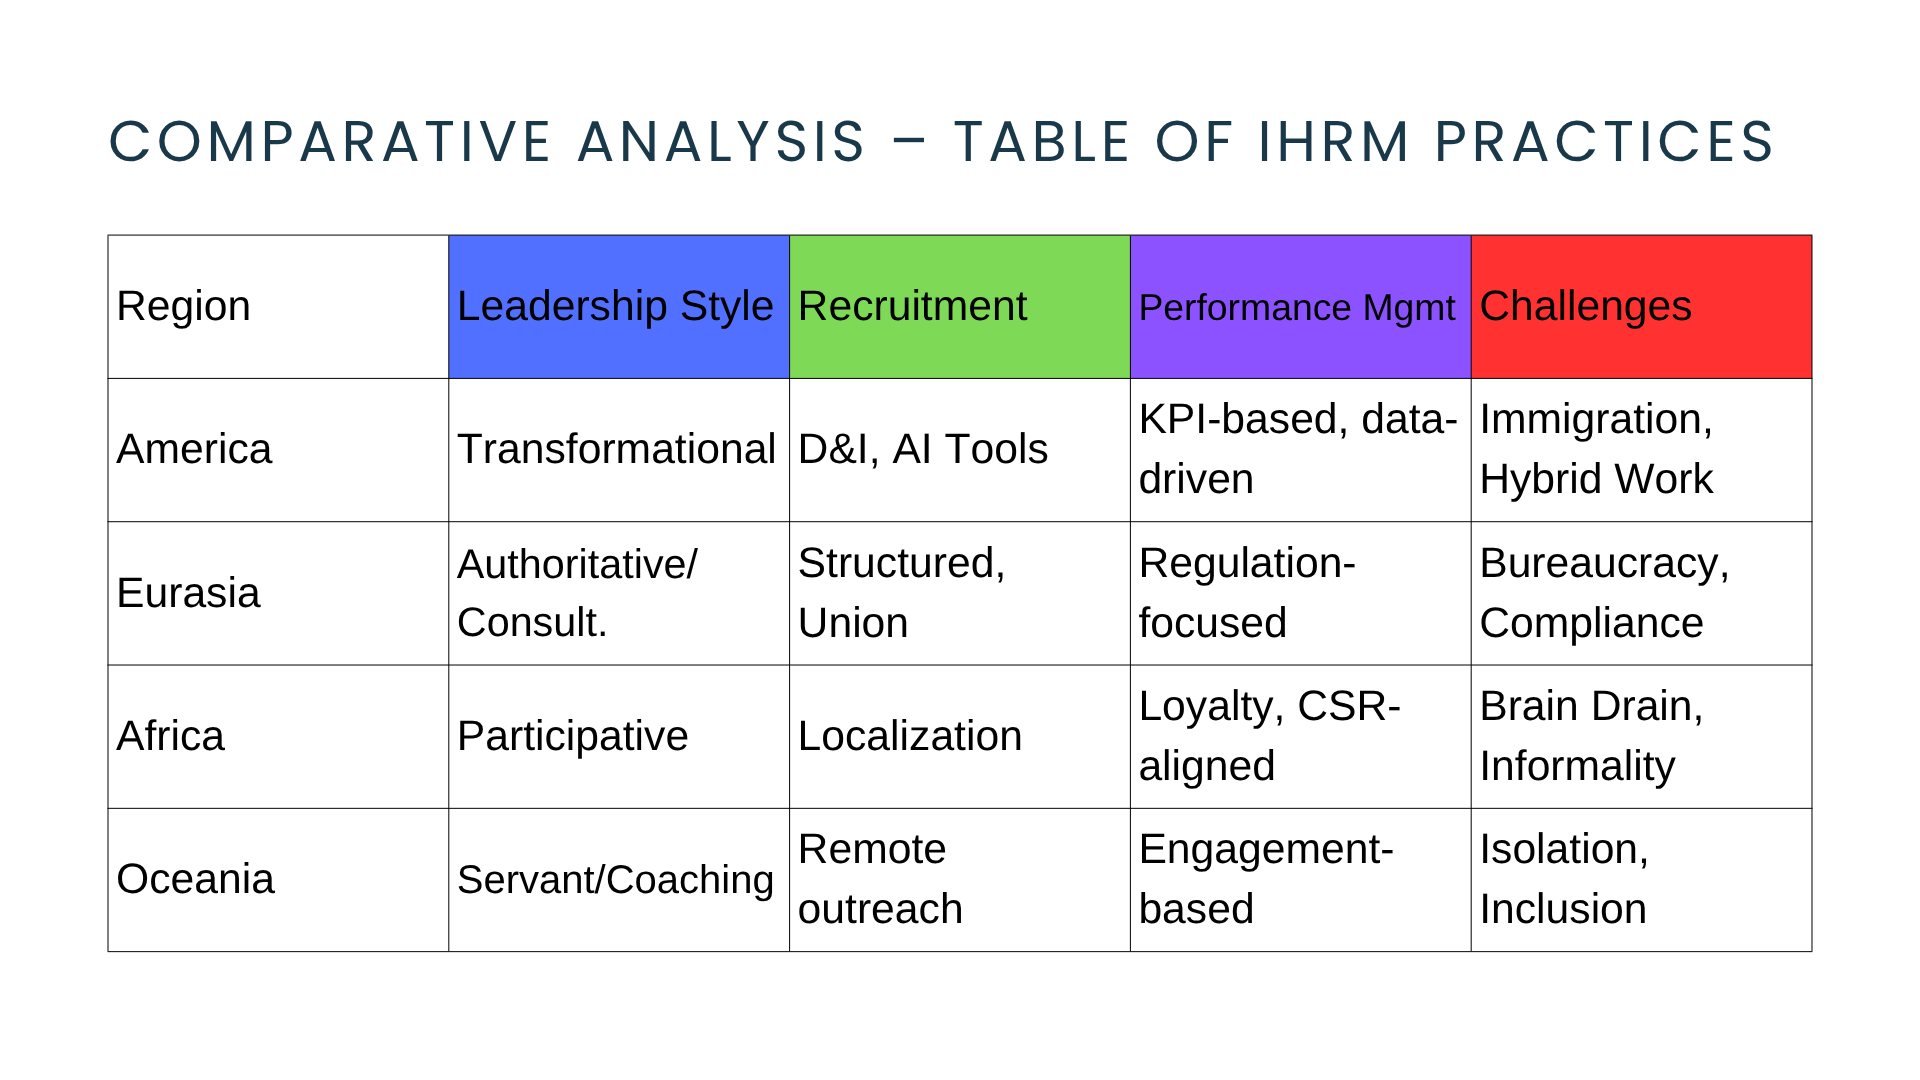 COMPARATIVE ANALYSIS – TABLE OF IHRM PRACTICES
Region
Leadership Style
Recruitment
Performance Mgmt
Challenges
America
Transformational
D&I, AI Tools
KPI-based, data-
driven
Immigration,
Hybrid Work
Eurasia
Authoritative/
Consult.
Structured,
Union
Regulation-
focused
Bureaucracy,
Compliance
Africa
Participative
Localization
Loyalty, CSR-
aligned
Brain Drain,
Informality
Oceania
Servant/Coaching
Remote
outreach
Engagement-
based
Isolation,
Inclusion